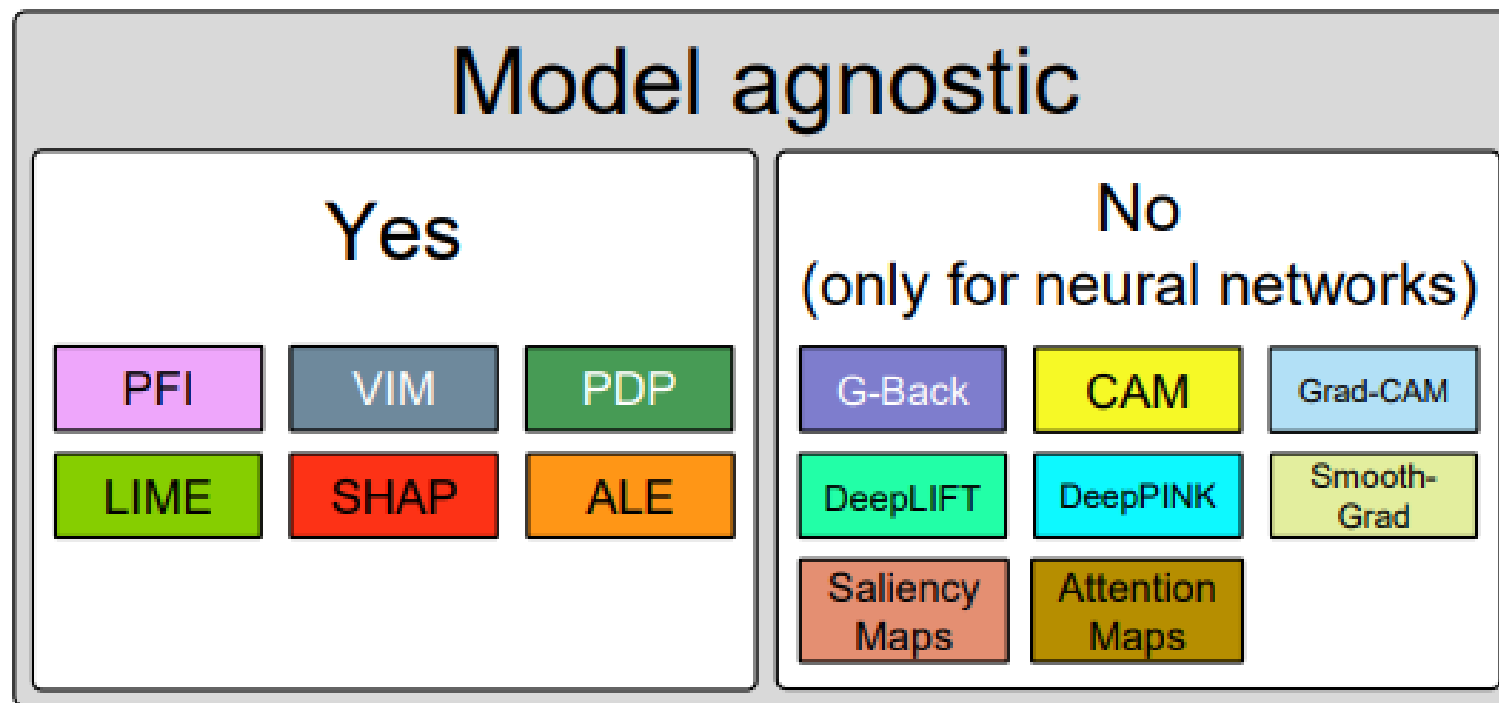 Model agnostic
Yes
PFI
VIM
PDP
LIME
SHAP
ALE
No
(only for neural networks)
G-Back
CAM
Grad-CAM
DeepLIFT
DeepPINK
Smooth-
Grad
Saliency
Maps
Attention
Maps